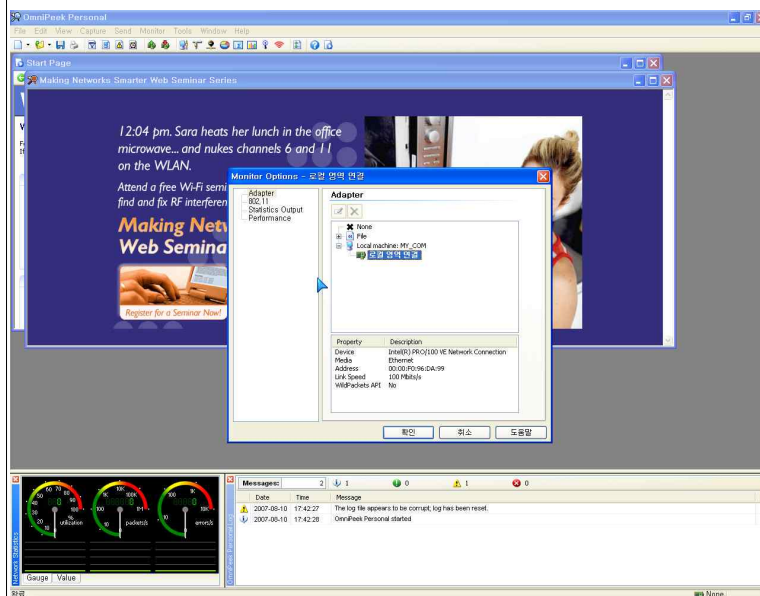 OmniPeek Personal
File Edit View Capture Send Monitor Tools Window Help
Start Page
Making Networks Smarter Web Seminar Series
12:04 pm. Sara heats her lunch in the office
microwave... and nukes channels 6 and 11
on the WLAN.
Attend a free Wi-Fi semi
find and fix RF interferen
Making Netw
Web Semina
Register for a Seminar Now!
Monitor Options - 로컬 영역 연결
Adapter
802.11
Statistics Output
Performance
Adapter
None
File
Local machine: MY_COM
로컬 영역 연결
Property Description
Device Intel(R) PRO/100 VE Network Connection
Media Ethernet
Address 00:00:F0:96:DA:99
Link Speed 100 Mbits/s
WildPackets API No
확인 취소 도움말
Network Statistics
% utilization
packets/s
errors/s
Gauge Value
OmniPeek Personal Log
Messages: 2 1 0 1 0
Date Time Message
2007-08-10 17:42:27 The log file appears to be corrupt; log has been reset.
2007-08-10 17:42:28 OmniPeek Personal started
완료
None